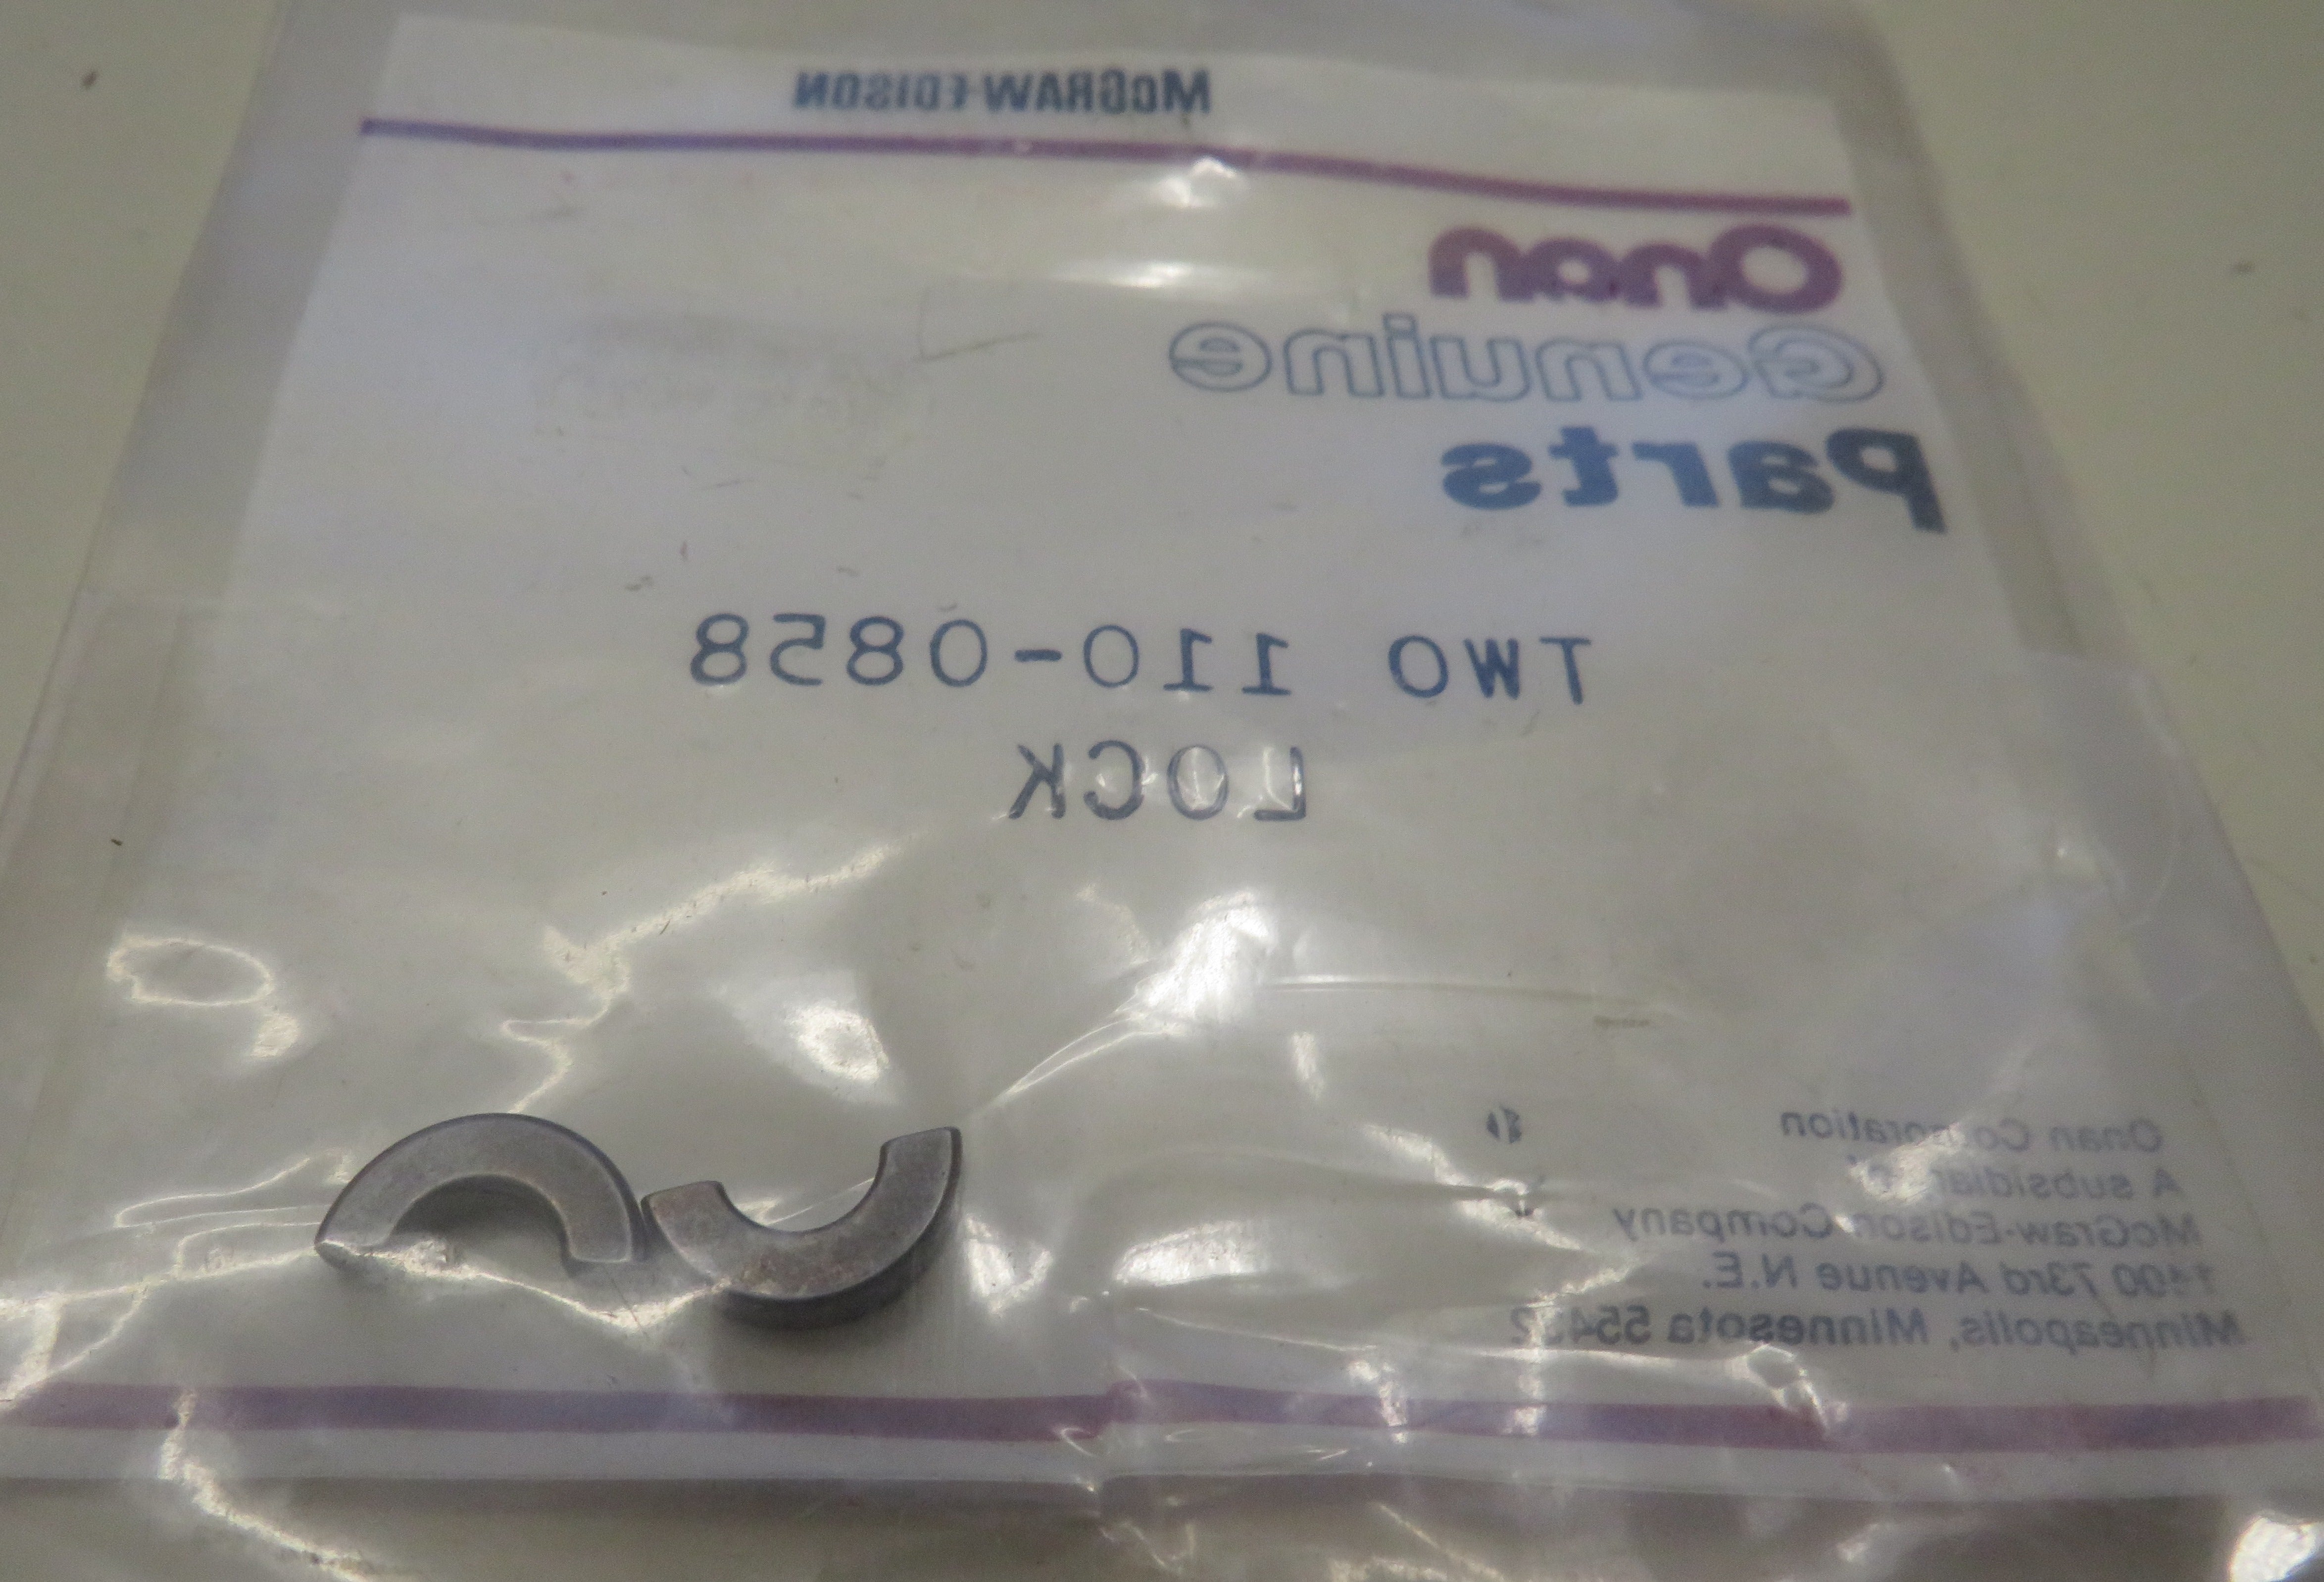 McGRAW-EDISON
Onan
Genuine
Parts
TWO 110-0858
LOCK
Onan Corporation
A subsidiary of
McGraw-Edison Company
73rd Avenue N.E.
Minneapolis, Minnesota 55432